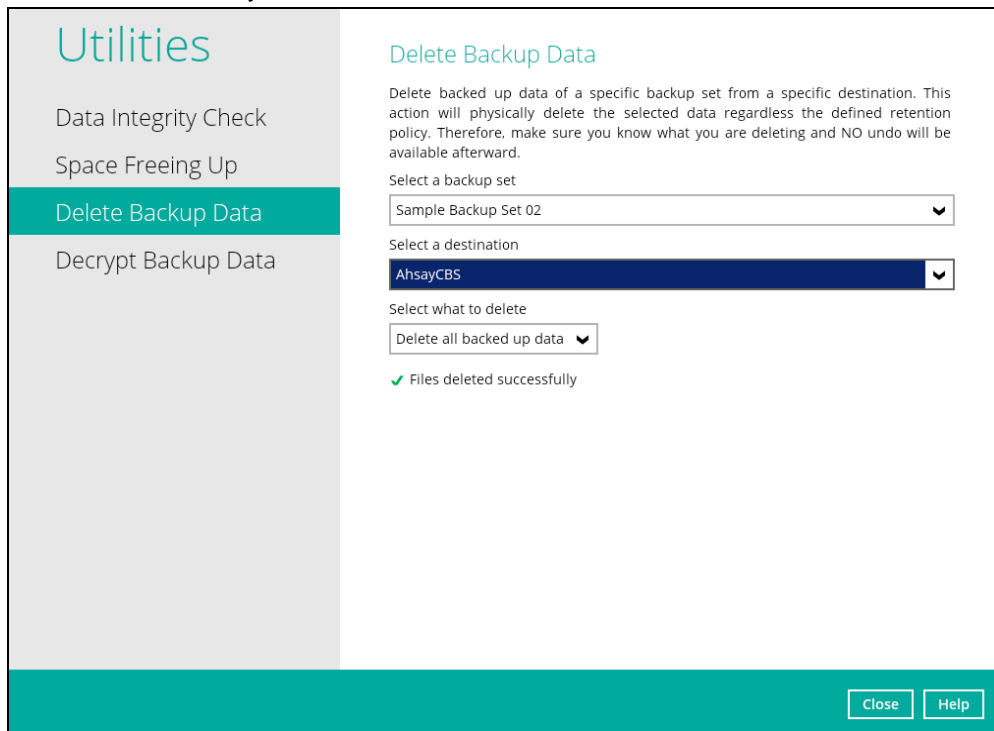 Utilities
Data Integrity Check
Space Freeing Up
Delete Backup Data
Decrypt Backup Data
Delete Backup Data
Delete backed up data of a specific backup set from a specific destination. This
action will physically delete the selected data regardless the defined retention
policy. Therefore, make sure you know what you are deleting and NO undo will be
available afterward.
Select a backup set
Sample Backup Set 02
Select a destination
AhsayCBS
Select what to delete
Delete all backed up data
Files deleted successfully
Close
Help